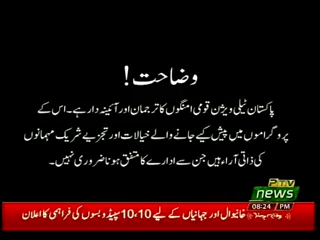 وضاحت!
پاکستان ٹیلی ویژن قومی امنگوں کا ترجمان اور آئینہ دار ہے۔ اس کے
پروگراموں میں پیش کیے جانے والے خیالات اور تجزیے شریک مہمانوں
کی ذاتی آراء ہیں جن سے ادارے کا متفق ہونا ضروری نہیں۔
PTV
news
08:24 PM
خانیوال اور جہانیاں کے لیے 10،10 سپیڈو بسوں کی فراہمی کا اعلان